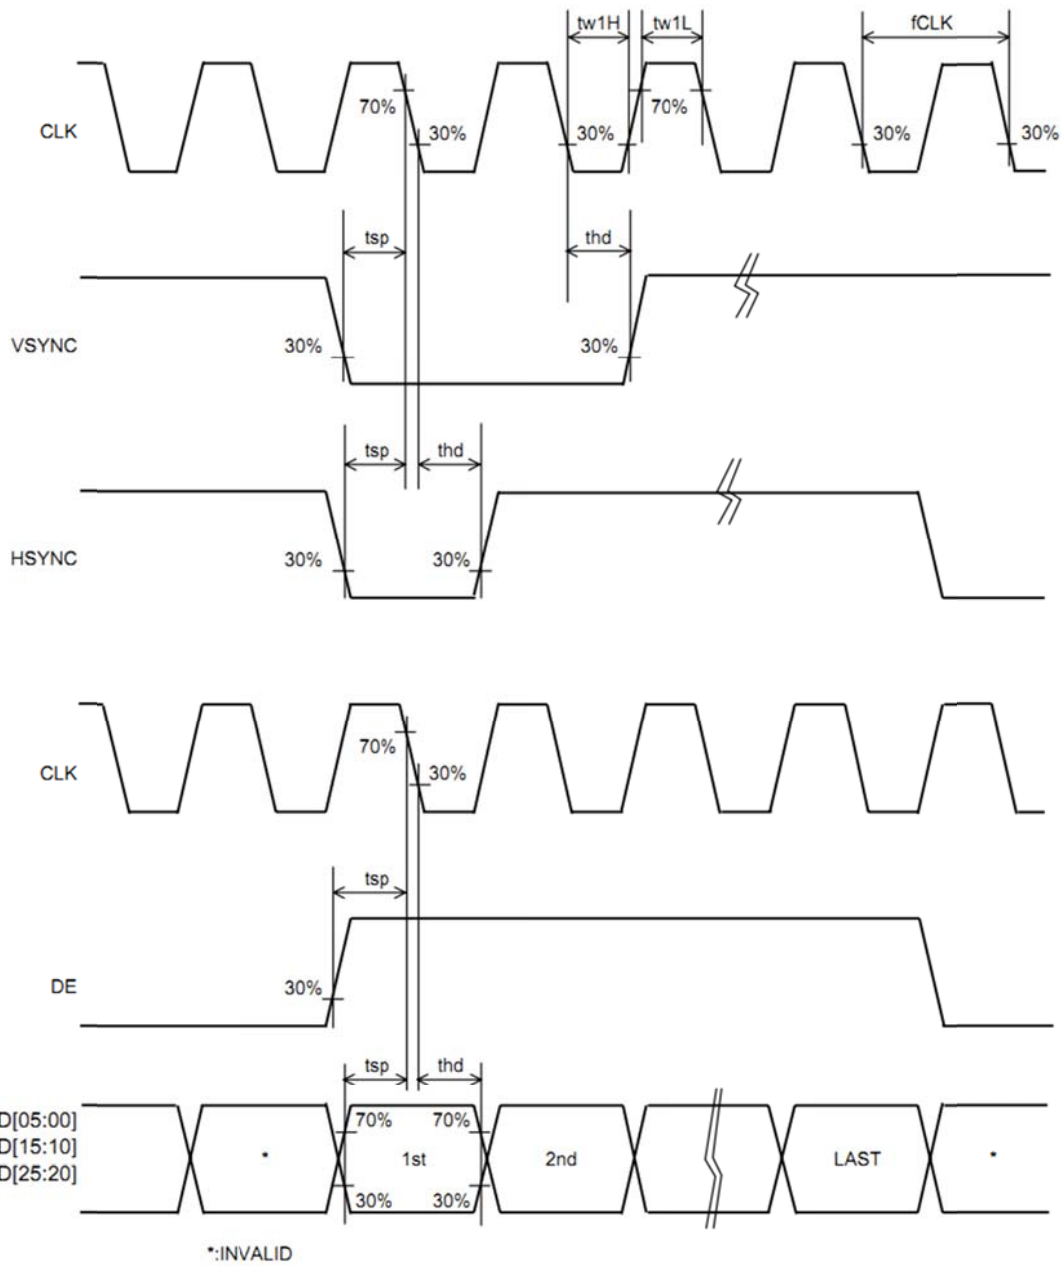 tw1H tw1L fCLK
70% 30% 30% 70% 30% 30%
CLK
tsp thd
VSYNC 30% 30%
tsp thd
HSYNC 30% 30%
70% 30%
CLK
tsp
DE 30%
tsp thd
D[05:00] 70% 70%
D[15:10] * 1st 2nd LAST *
D[25:20] 30% 30%
*:INVALID